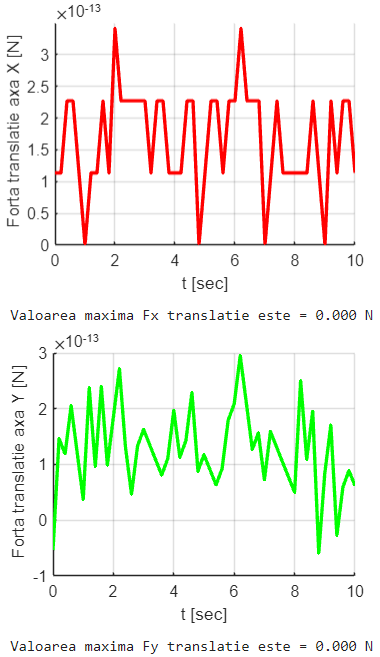 ×10⁻¹³
Forta translatie axa X [N]
3
2.5
2
1.5
1
0.5
0
0 2 4 6 8 10
t [sec]
Valoarea maxima Fx translatie este = 0.000 N
×10⁻¹³
Forta translatie axa Y [N]
3
2
1
0
-1
0 2 4 6 8 10
t [sec]
Valoarea maxima Fy translatie este = 0.000 N